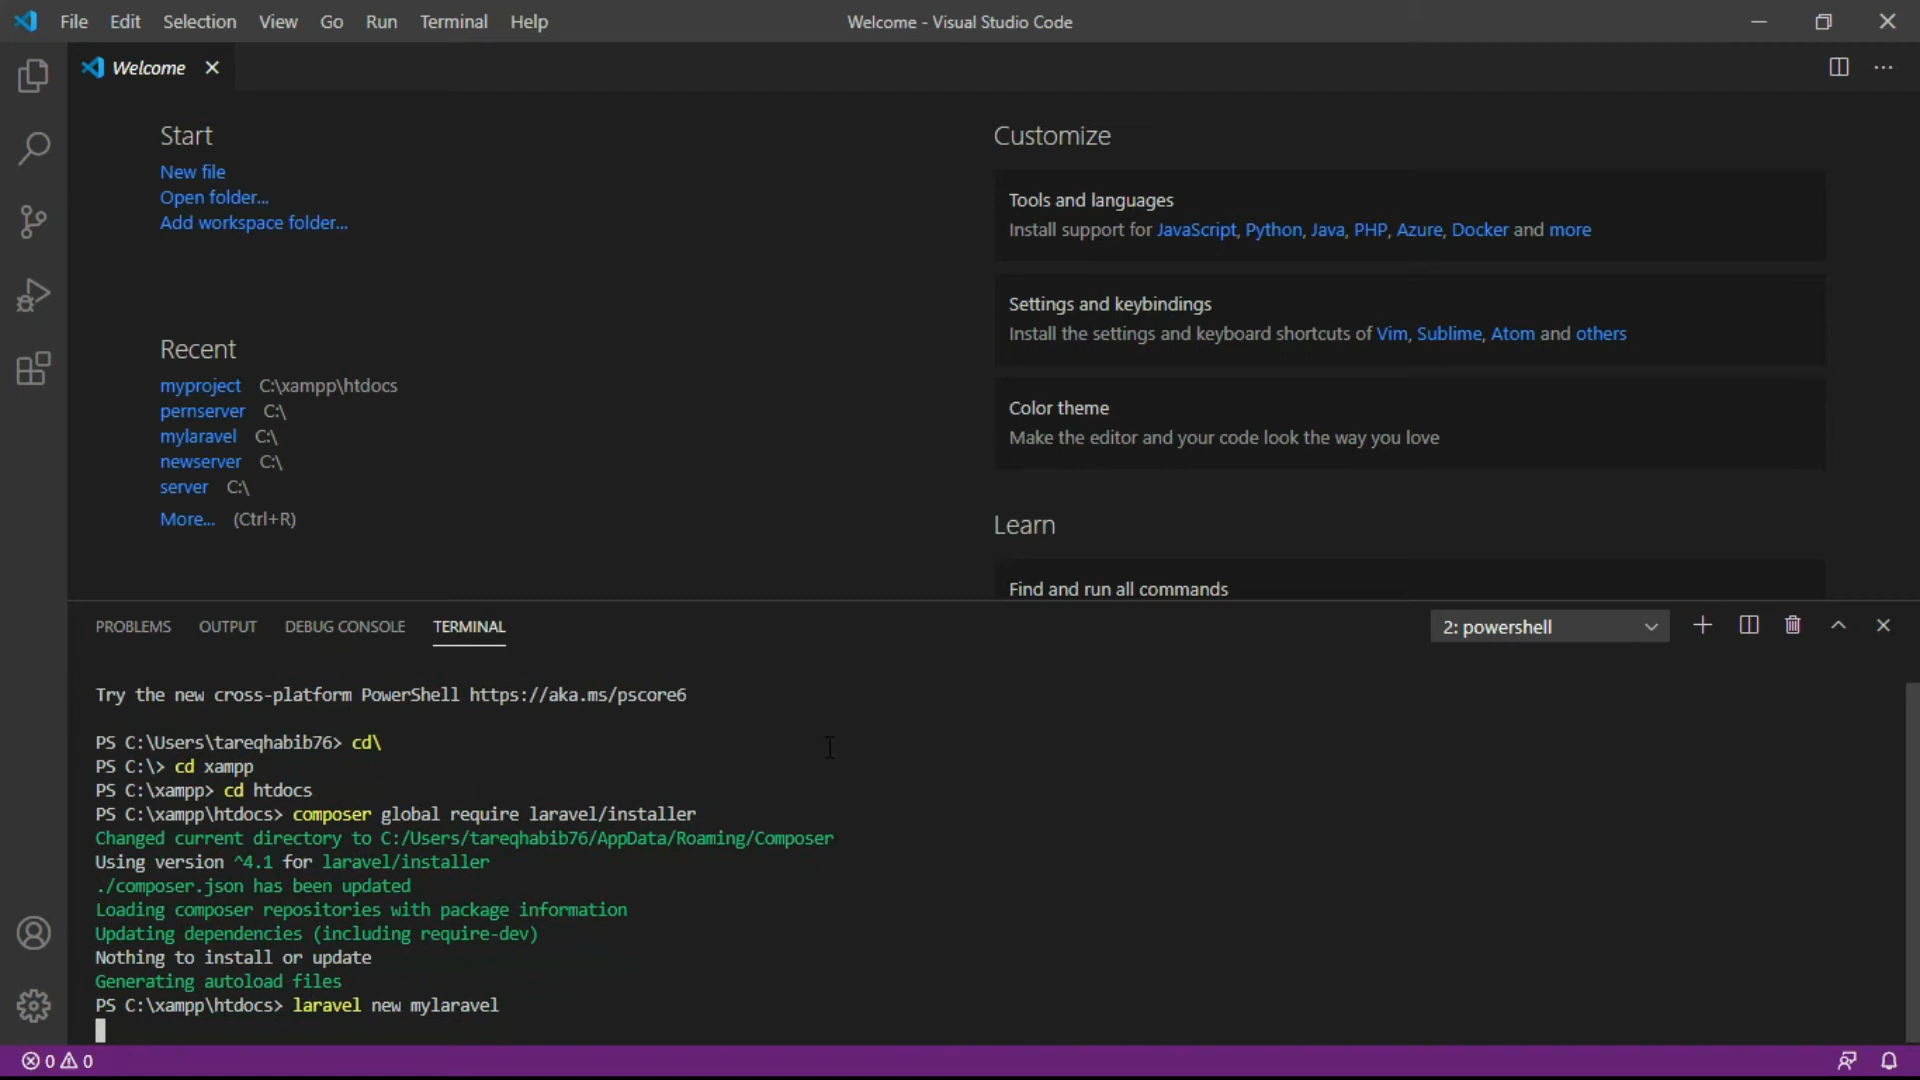 File Edit Selection View Go Run Terminal Help
Welcome - Visual Studio Code
Welcome
Start
New file
Open folder...
Add workspace folder...
Recent
myproject C:\xampp\htdocs
pernserver C:\
mylaravel C:\
newserver C:\
server C:\
More... (Ctrl+R)
Customize
Tools and languages
Install support for JavaScript, Python, Java, PHP, Azure, Docker and more
Settings and keybindings
Install the settings and keyboard shortcuts of Vim, Sublime, Atom and others
Color theme
Make the editor and your code look the way you love
Learn
Find and run all commands
PROBLEMS OUTPUT DEBUG CONSOLE TERMINAL
2: powershell
Try the new cross-platform PowerShell https://aka.ms/pscore6
PS C:\Users\tareqhabib76> cd\
PS C:\> cd xampp
PS C:\xampp> cd htdocs
PS C:\xampp\htdocs> composer global require laravel/installer
Changed current directory to C:/Users/tareqhabib76/AppData/Roaming/Composer
Using version ^4.1 for laravel/installer
./composer.json has been updated
Loading composer repositories with package information
Updating dependencies (including require-dev)
Nothing to install or update
Generating autoload files
PS C:\xampp\htdocs> laravel new mylaravel
0 0